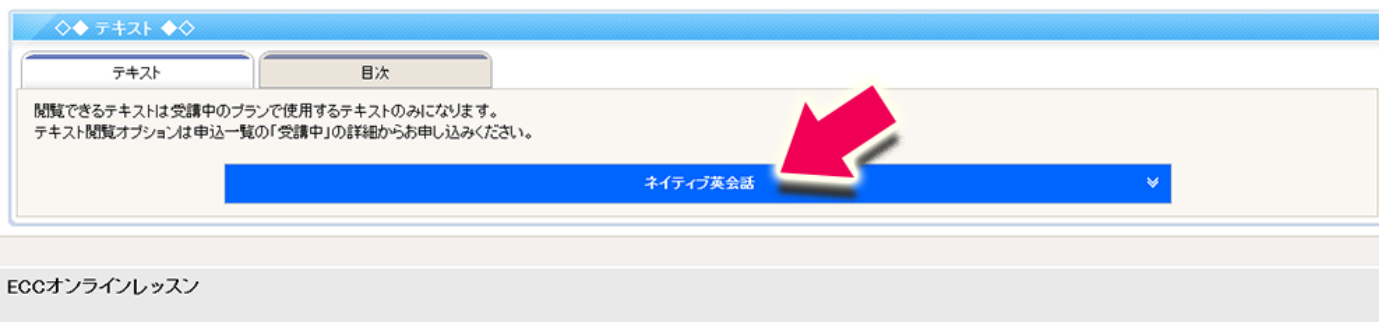 ◇◆ テキスト ◆◇
テキスト
目次
閲覧できるテキストは受講中のプランで使用するテキストのみになります。
テキスト閲覧オプションは申込一覧の「受講中」の詳細からお申し込みください。
ネイティブ英会話
ECCオンラインレッスン